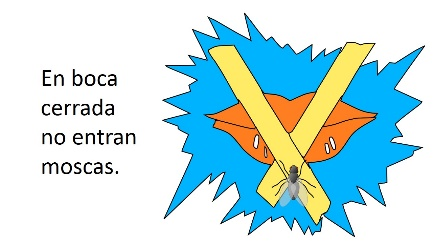 En boca
cerrada
no entran
moscas.